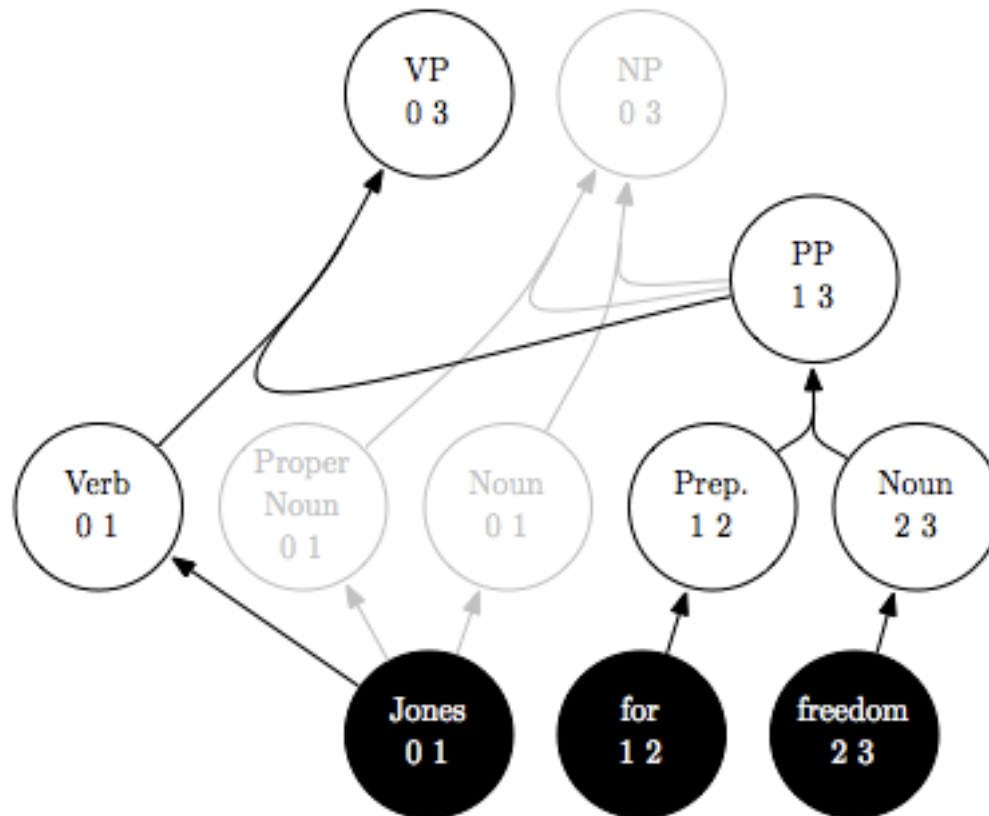 VP
0 3
NP
0 3
PP
1 3
Verb
0 1
Proper
Noun
0 1
Noun
0 1
Prep.
1 2
Noun
2 3
Jones
0 1
for
1 2
freedom
2 3